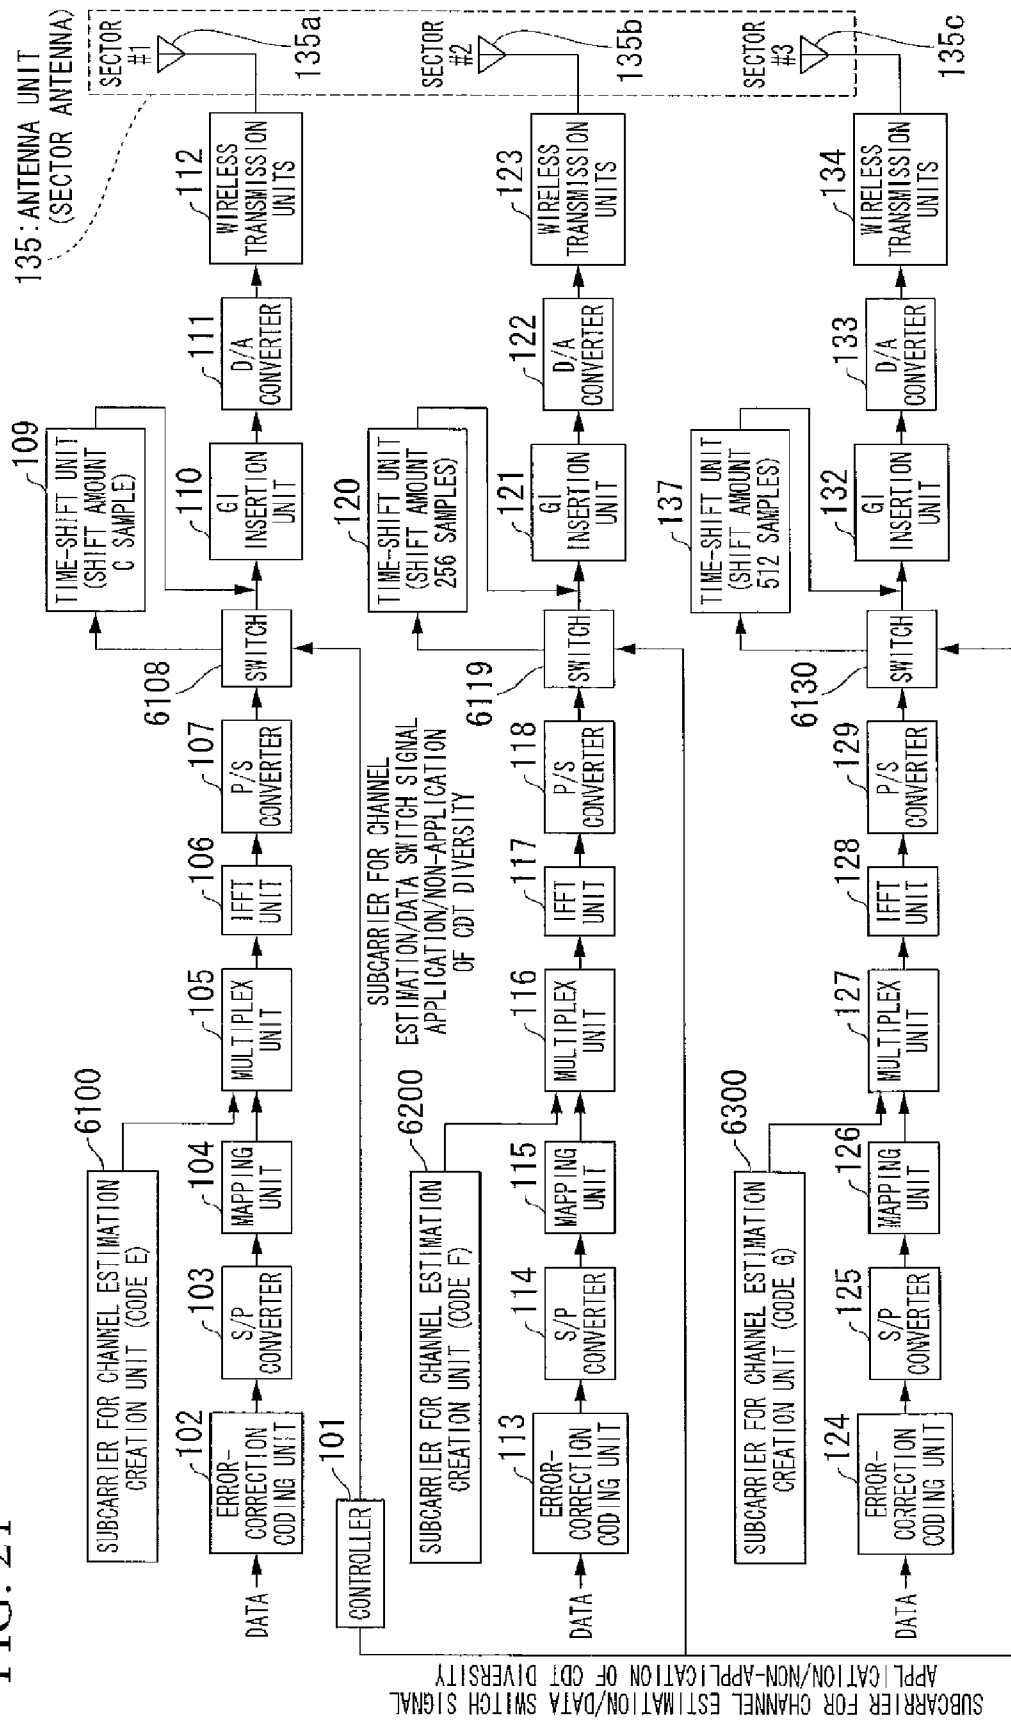 FIG. 21
135:ANTENNA UNIT
(SECTOR ANTENNA)
SUBCARRIER FOR CHANNEL ESTIMATION
CREATION UNIT (CODE E)
6100
DATA
ERROR-
CORRECTION
CODING UNIT
102
S/P
CONVERTER
103
MAPPING
UNIT
104
MULTIPLEX
UNIT
105
IFFT
UNIT
106
P/S
CONVERTER
107
SWITCH
6108
TIME-SHIFT UNIT
(SHIFT AMOUNT
C SAMPLE)
109
GI
INSERTION
UNIT
110
D/A
CONVERTER
111
WIRELESS
TRANSMISSION
UNITS
112
SECTOR
#1
135a
CONTROLLER
101
SUBCARRIER FOR CHANNEL
ESTIMATION/DATA SWITCH SIGNAL
APPLICATION/NON-APPLICATION
OF CDT DIVERSITY
SUBCARRIER FOR CHANNEL ESTIMATION
CREATION UNIT (CODE F)
6200
DATA
ERROR-
CORRECTION
CODING UNIT
113
S/P
CONVERTER
114
MAPPING
UNIT
115
MULTIPLEX
UNIT
116
IFFT
UNIT
117
P/S
CONVERTER
118
SWITCH
6119
TIME-SHIFT UNIT
(SHIFT AMOUNT
256 SAMPLES)
120
GI
INSERTION
UNIT
121
D/A
CONVERTER
122
WIRELESS
TRANSMISSION
UNITS
123
SECTOR
#2
135b
SUBCARRIER FOR CHANNEL ESTIMATION
CREATION UNIT (CODE G)
6300
DATA
ERROR-
CORRECTION
CODING UNIT
124
S/P
CONVERTER
125
MAPPING
UNIT
126
MULTIPLEX
UNIT
127
IFFT
UNIT
128
P/S
CONVERTER
129
SWITCH
6130
TIME-SHIFT UNIT
(SHIFT AMOUNT
512 SAMPLES)
137
GI
INSERTION
UNIT
132
D/A
CONVERTER
133
WIRELESS
TRANSMISSION
UNITS
134
SECTOR
#3
135c
SUBCARRIER FOR CHANNEL ESTIMATION/DATA SWITCH SIGNAL
APPLICATION/NON-APPLICATION OF CDT DIVERSITY